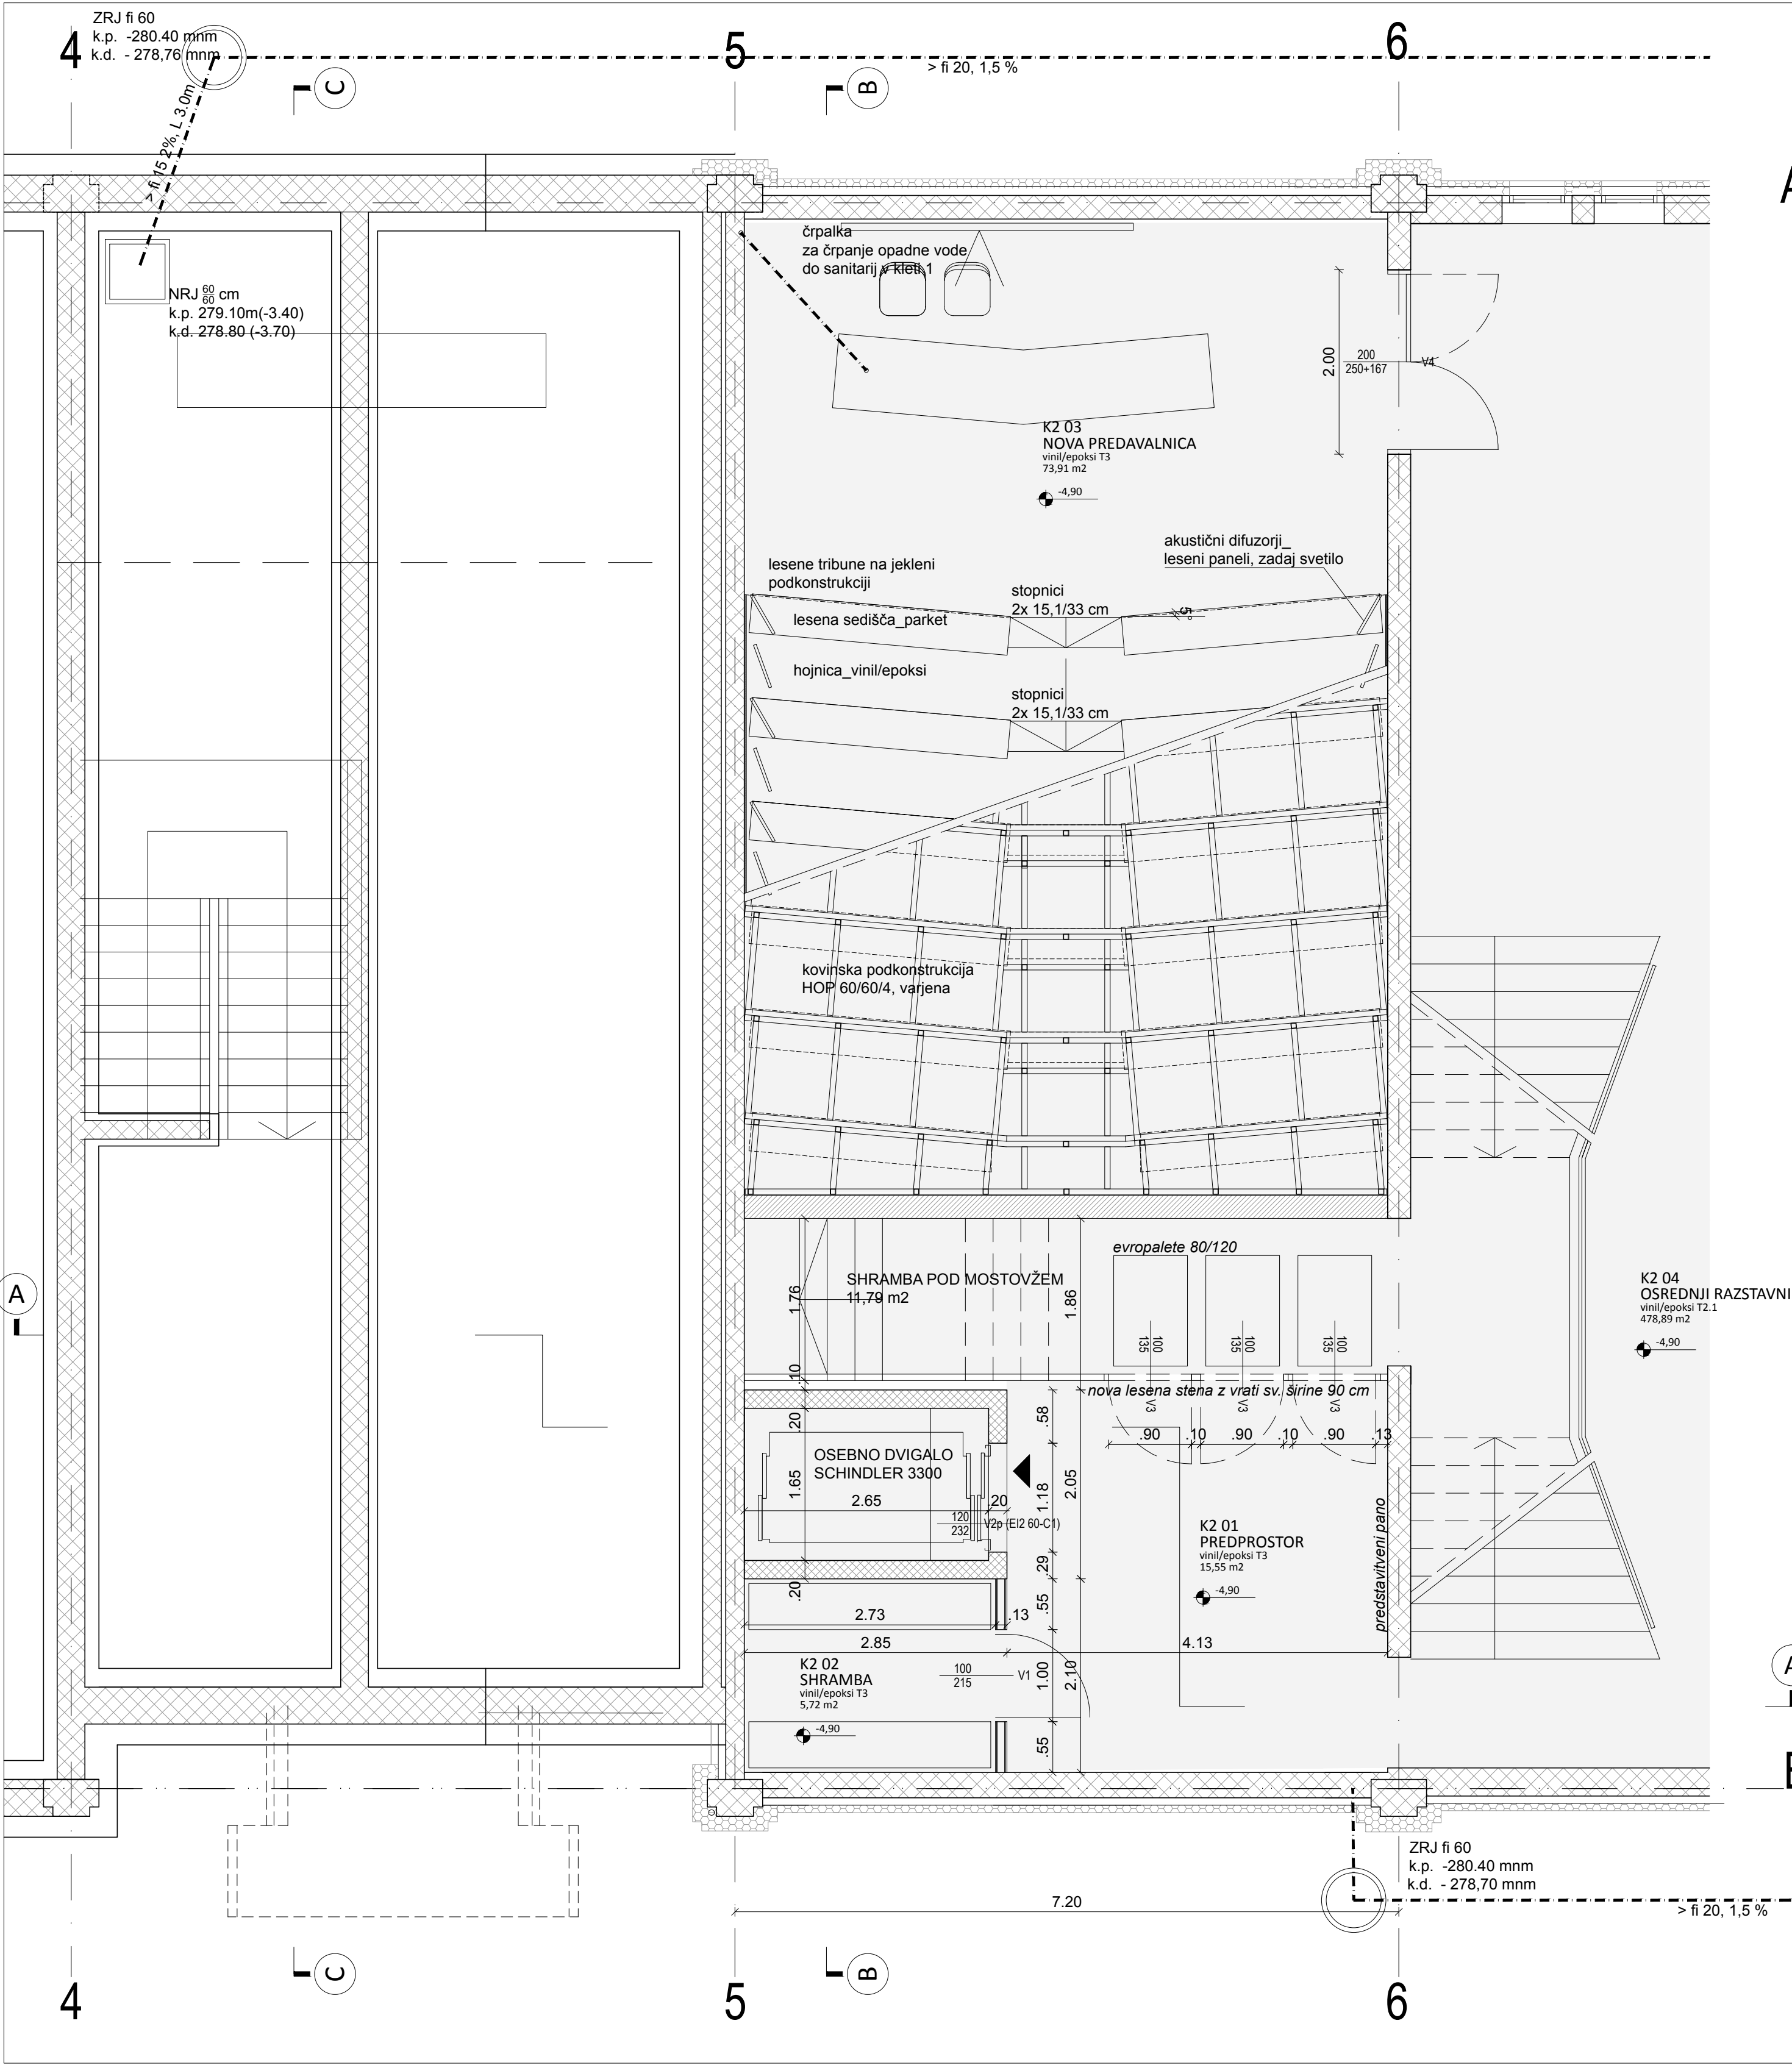 ZRJ fi 60
k.p. -280.40 mnm
k.d. - 278,76 mnm
4
5
6
> fi 20, 1,5 %
C
B
> fi 15 2%, L 3.0m
A
črpalka
za črpanje opadne vode
do sanitarij v kleti 1
NRJ 60/60 cm
k.p. 279.10m(-3.40)
k.d. 278.80 (-3.70)
2.00
200
250+167
V4
K2 03
NOVA PREDAVALNICA
vinil/epoksi T3
73,91 m2
-4,90
akustični difuzorji_
leseni paneli, zadaj svetilo
lesene tribune na jekleni
podkonstrukciji
stopnici
2x 15,1/33 cm
5°
lesena sedišča_parket
hojnica_vinil/epoksi
stopnici
2x 15,1/33 cm
kovinska podkonstrukcija
HOP 60/60/4, varjena
evropalete 80/120
SHRAMBA POD MOSTOVŽEM
11,79 m2
1.76
1.86
A
K2 04
OSREDNJI RAZSTAVNI
vinil/epoksi T2.1
478,89 m2
-4,90
100
135
100
135
100
135
.10
nova lesena stena z vrati sv. širine 90 cm
V3
V3
V3
.20
.58
.90
.10
.90
.10
.90
.13
OSEBNO DVIGALO
SCHINDLER 3300
1.65
2.65
.20
1.18
2.05
120
232
V2p (EI2 60-C1)
K2 01
PREDPROSTOR
vinil/epoksi T3
15,55 m2
-4,90
predstavitveni pano
.29
.20
.55
2.73
.13
2.85
4.13
K2 02
SHRAMBA
vinil/epoksi T3
5,72 m2
-4,90
100
215
V1
1.00
2.10
.55
A
ZRJ fi 60
k.p. -280.40 mnm
k.d. - 278,70 mnm
7.20
> fi 20, 1,5 %
C
B
4
5
6